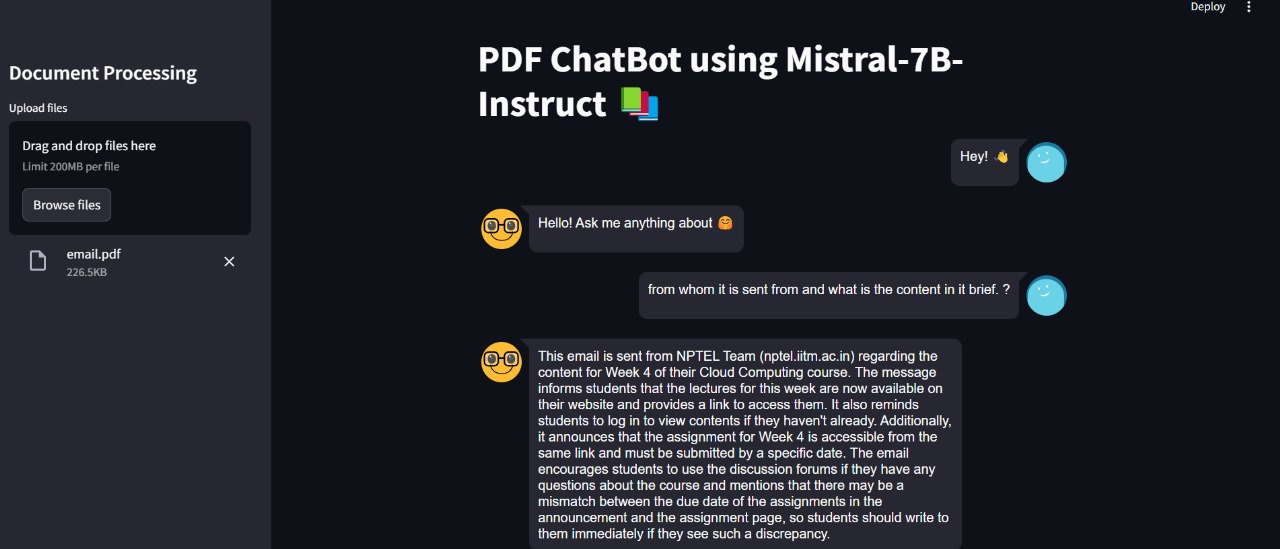 Deploy
Document Processing
Upload files
Drag and drop files here
Limit 200MB per file
Browse files
email.pdf
226.5KB
PDF ChatBot using Mistral-7B-
Instruct 📚
Hey! 👋
Hello! Ask me anything about 🤗
from whom it is sent from and what is the content in it brief. ?
This email is sent from NPTEL Team (nptel.iitm.ac.in) regarding the
content for Week 4 of their Cloud Computing course. The message
informs students that the lectures for this week are now available on
their website and provides a link to access them. It also reminds
students to log in to view contents if they haven't already. Additionally,
it announces that the assignment for Week 4 is accessible from the
same link and must be submitted by a specific date. The email
encourages students to use the discussion forums if they have any
questions about the course and mentions that there may be a
mismatch between the due date of the assignments in the
announcement and the assignment page, so students should write to
them immediately if they see such a discrepancy.